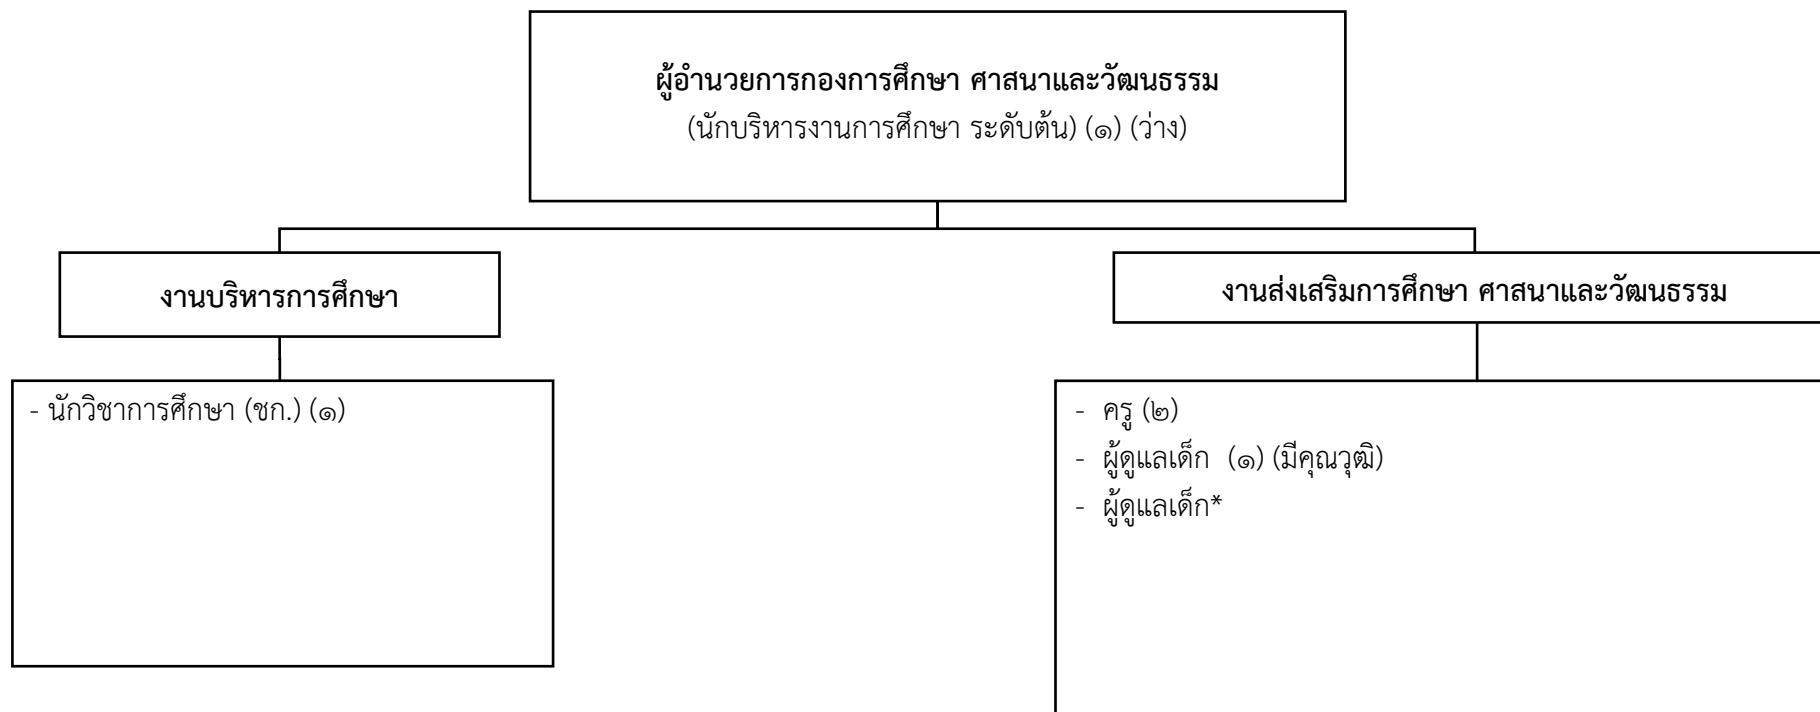 ผู้อำนวยการกองการศึกษา ศาสนาและวัฒนธรรม
(นักบริหารงานการศึกษา ระดับต้น) (๑) (ว่าง)
งานบริหารการศึกษา
งานส่งเสริมการศึกษา ศาสนาและวัฒนธรรม
- นักวิชาการศึกษา (ชก.) (๑)
- ครู (๒)
- ผู้ดูแลเด็ก (๑) (มีคุณวุฒิ)
- ผู้ดูแลเด็ก*